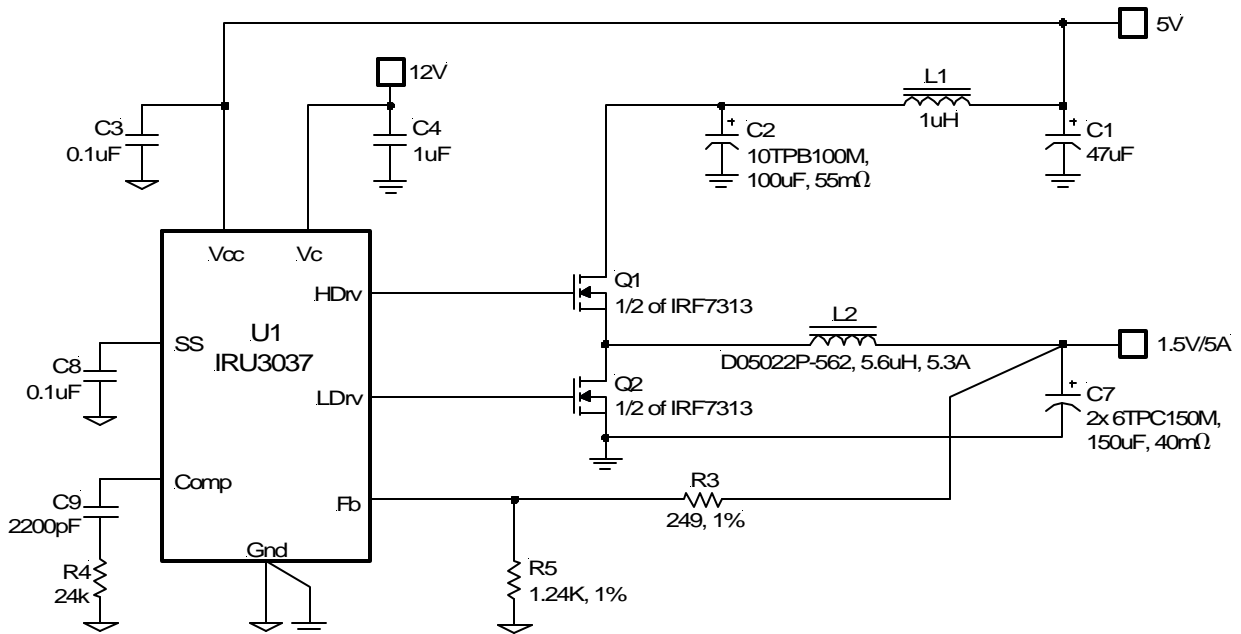 5V
12V
L1
1uH
C3
0.1uF
C4
1uF
C2
10TPB100M,
100uF, 55mΩ
C1
47uF
Vcc
Vc
HDrv
Q1
1/2 of IRF7313
U1
IRU3037
SS
L2
D05022P-562, 5.6uH, 5.3A
1.5V/5A
C8
0.1uF
LDrv
Q2
1/2 of IRF7313
C7
2x 6TPC150M,
150uF, 40mΩ
Comp
C9
2200pF
Fb
R3
249, 1%
Gnd
R4
24k
R5
1.24K, 1%